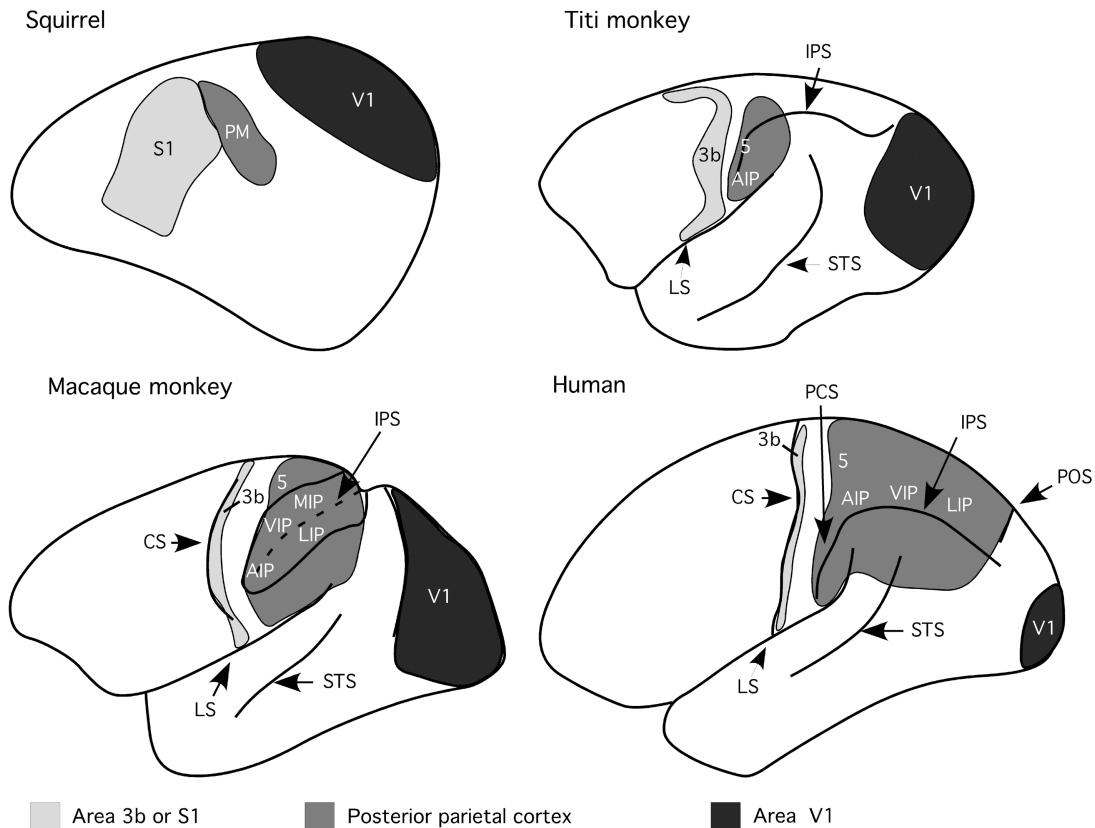 Squirrel
V1
PM
S1
Titi monkey
IPS
3b
5
AIP
V1
STS
LS
Macaque monkey
IPS
3b
5
MIP
VIP
LIP
CS
AIP
V1
STS
LS
Human
PCS
IPS
3b
5
POS
AIP
VIP
LIP
CS
STS
V1
LS
Area 3b or S1
Posterior parietal cortex
Area V1